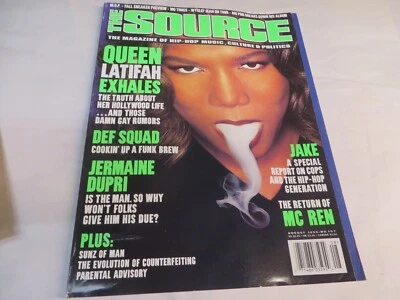 THE SOURCE
THE MAGAZINE OF HIP-HOP MUSIC, CULTURE & POLITICS
QUEEN
LATIFAH
EXHALES
THE TRUTH ABOUT
HER HOLLYWOOD LIFE
...AND THOSE
DAMN GAY RUMORS
DEF SQUAD
COOKIN' UP A FUNK BREW
JERMAINE
DUPRI
IS THE MAN. SO WHY
WON'T FOLKS
GIVE HIM HIS DUE?
PLUS:
SUNZ OF MAN
THE EVOLUTION OF COUNTERFEITING
PARENTAL ADVISORY
JAKE
A SPECIAL
REPORT ON COPS
AND THE HIP-HOP
GENERATION
THE RETURN OF
MC REN